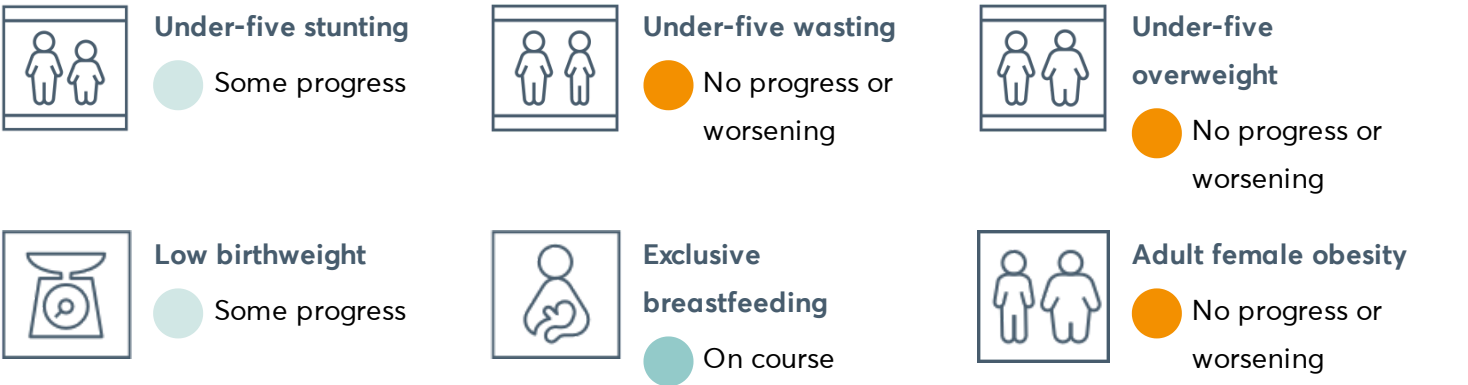 Under-five stunting
Some progress
Under-five wasting
No progress or
worsening
Under-five
overweight
No progress or
worsening
Low birthweight
Some progress
Exclusive
breastfeeding
On course
Adult female obesity
No progress or
worsening